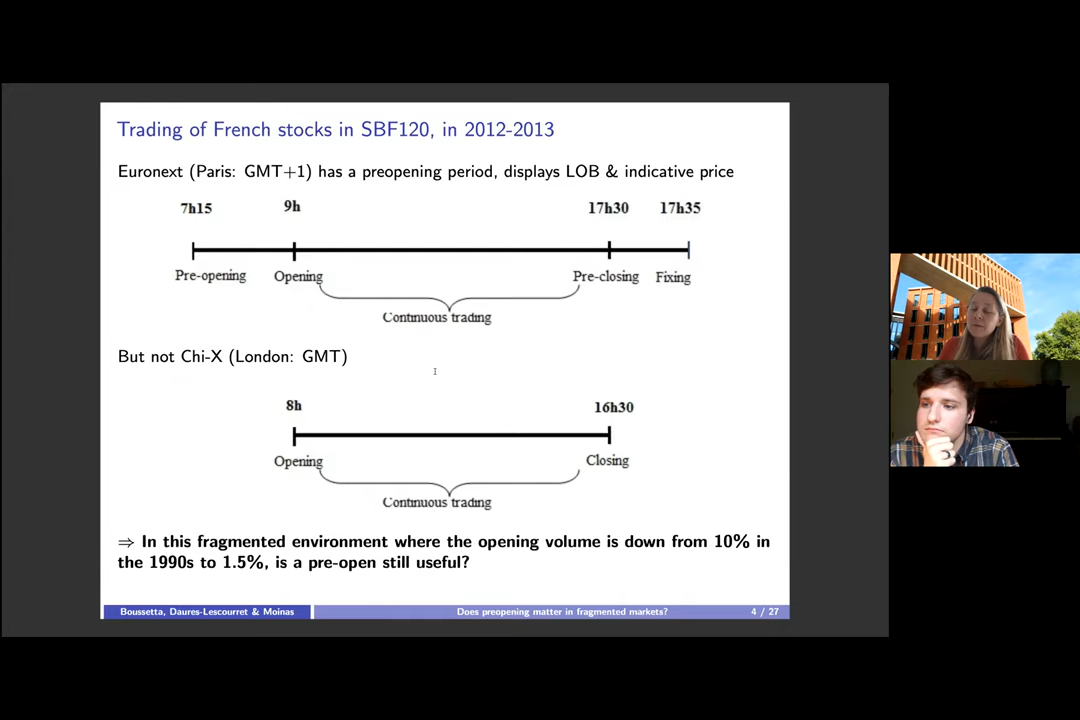 Trading of French stocks in SBF120, in 2012-2013
Euronext (Paris: GMT+1) has a preopening period, displays LOB & indicative price
7h15 9h 17h30 17h35
Pre-opening Opening Pre-closing Fixing
Continuous trading
But not Chi-X (London: GMT)
8h 16h30
Opening Closing
Continuous trading
⇒ In this fragmented environment where the opening volume is down from 10% in
the 1990s to 1.5%, is a pre-open still useful?
Boussetta, Daures-Lescourret & Moinas Does preopening matter in fragmented markets? 4 / 27